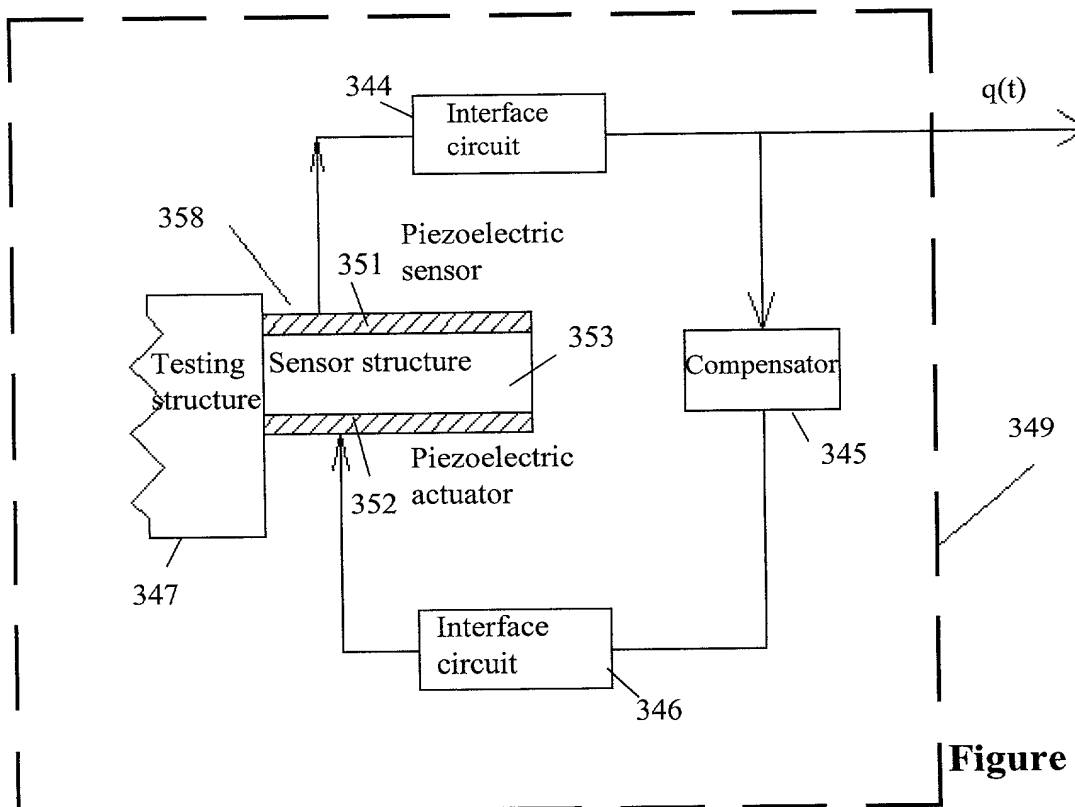 344
Interface
circuit
q(t)
358
Piezoelectric
sensor
351
Testing
structure
Sensor structure
353
Compensator
345
349
Piezoelectric
actuator
352
347
Interface
circuit
346
Figure